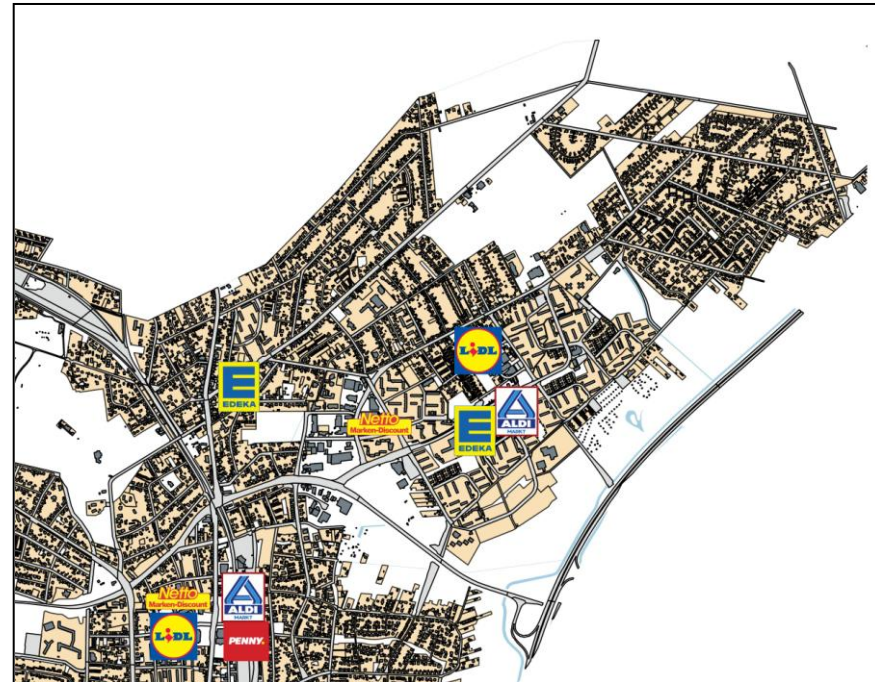 LIDL
EDEKA
ALDI
MARKT
Netto
Marken-Discount
EDEKA
Netto
Marken-Discount
ALDI
MARKT
LIDL
PENNY.